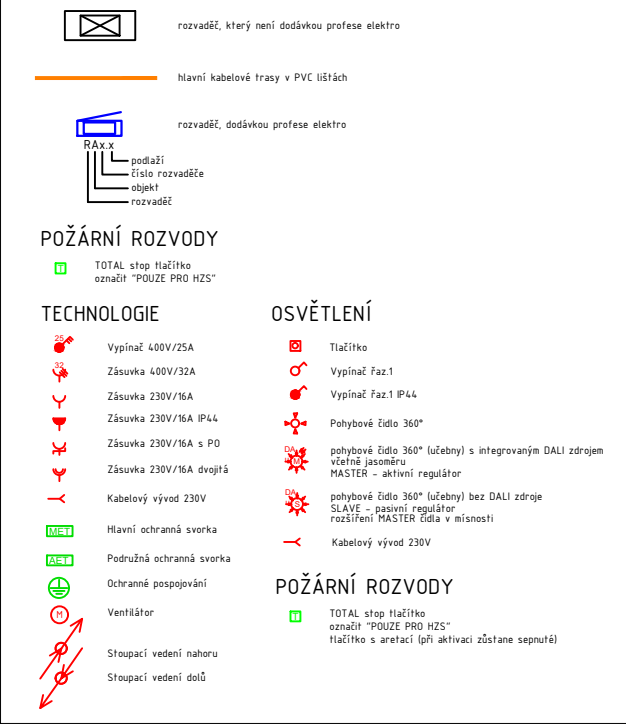 rozvaděč, který není dodávkou profese elektro
hlavní kabelové trasy v PVC lištách
rozvaděč, dodávkou profese elektro
RAx.x
podlaží
číslo rozvaděče
objekt
rozvaděč
POŽÁRNÍ ROZVODY
T
TOTAL stop tlačítko
označit "POUZE PRO HZS"
TECHNOLOGIE
25
Vypínač 400V/25A
32
Zásuvka 400V/32A
Zásuvka 230V/16A
Zásuvka 230V/16A IP44
Zásuvka 230V/16A s PO
Zásuvka 230V/16A dvojitá
Kabelový vývod 230V
MET
Hlavní ochranná svorka
AET
Podružná ochranná svorka
Ochranné pospojování
M
Ventilátor
Stoupací vedení nahoru
Stoupací vedení dolů
OSVĚTLENÍ
Tlačítko
Vypínač řaz.1
Vypínač řaz.1 IP44
Pohybové čidlo 360°
DA
M
pohybové čidlo 360° (učebny) s integrovaným DALI zdrojem
včetně jasoměru
MASTER - aktivní regulátor
DA
S
pohybové čidlo 360° (učebny) bez DALI zdroje
SLAVE - pasivní regulátor
rozšíření MASTER čidla v mísnosti
Kabelový vývod 230V
POŽÁRNÍ ROZVODY
T
TOTAL stop tlačítko
označit "POUZE PRO HZS"
tlačítko s aretací (při aktivaci zůstane sepnuté)